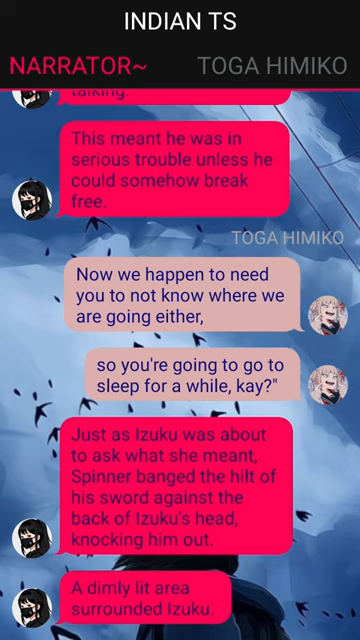 INDIAN TS
NARRATOR~ TOGA HIMIKO
talking.
This meant he was in
serious trouble unless he
could somehow break
free.
TOGA HIMIKO
Now we happen to need
you to not know where we
are going either,
so you're going to go to
sleep for a while, kay?"
Just as Izuku was about
to ask what she meant,
Spinner banged the hilt of
his sword against the
back of Izuku's head,
knocking him out.
A dimly lit area
surrounded Izuku.